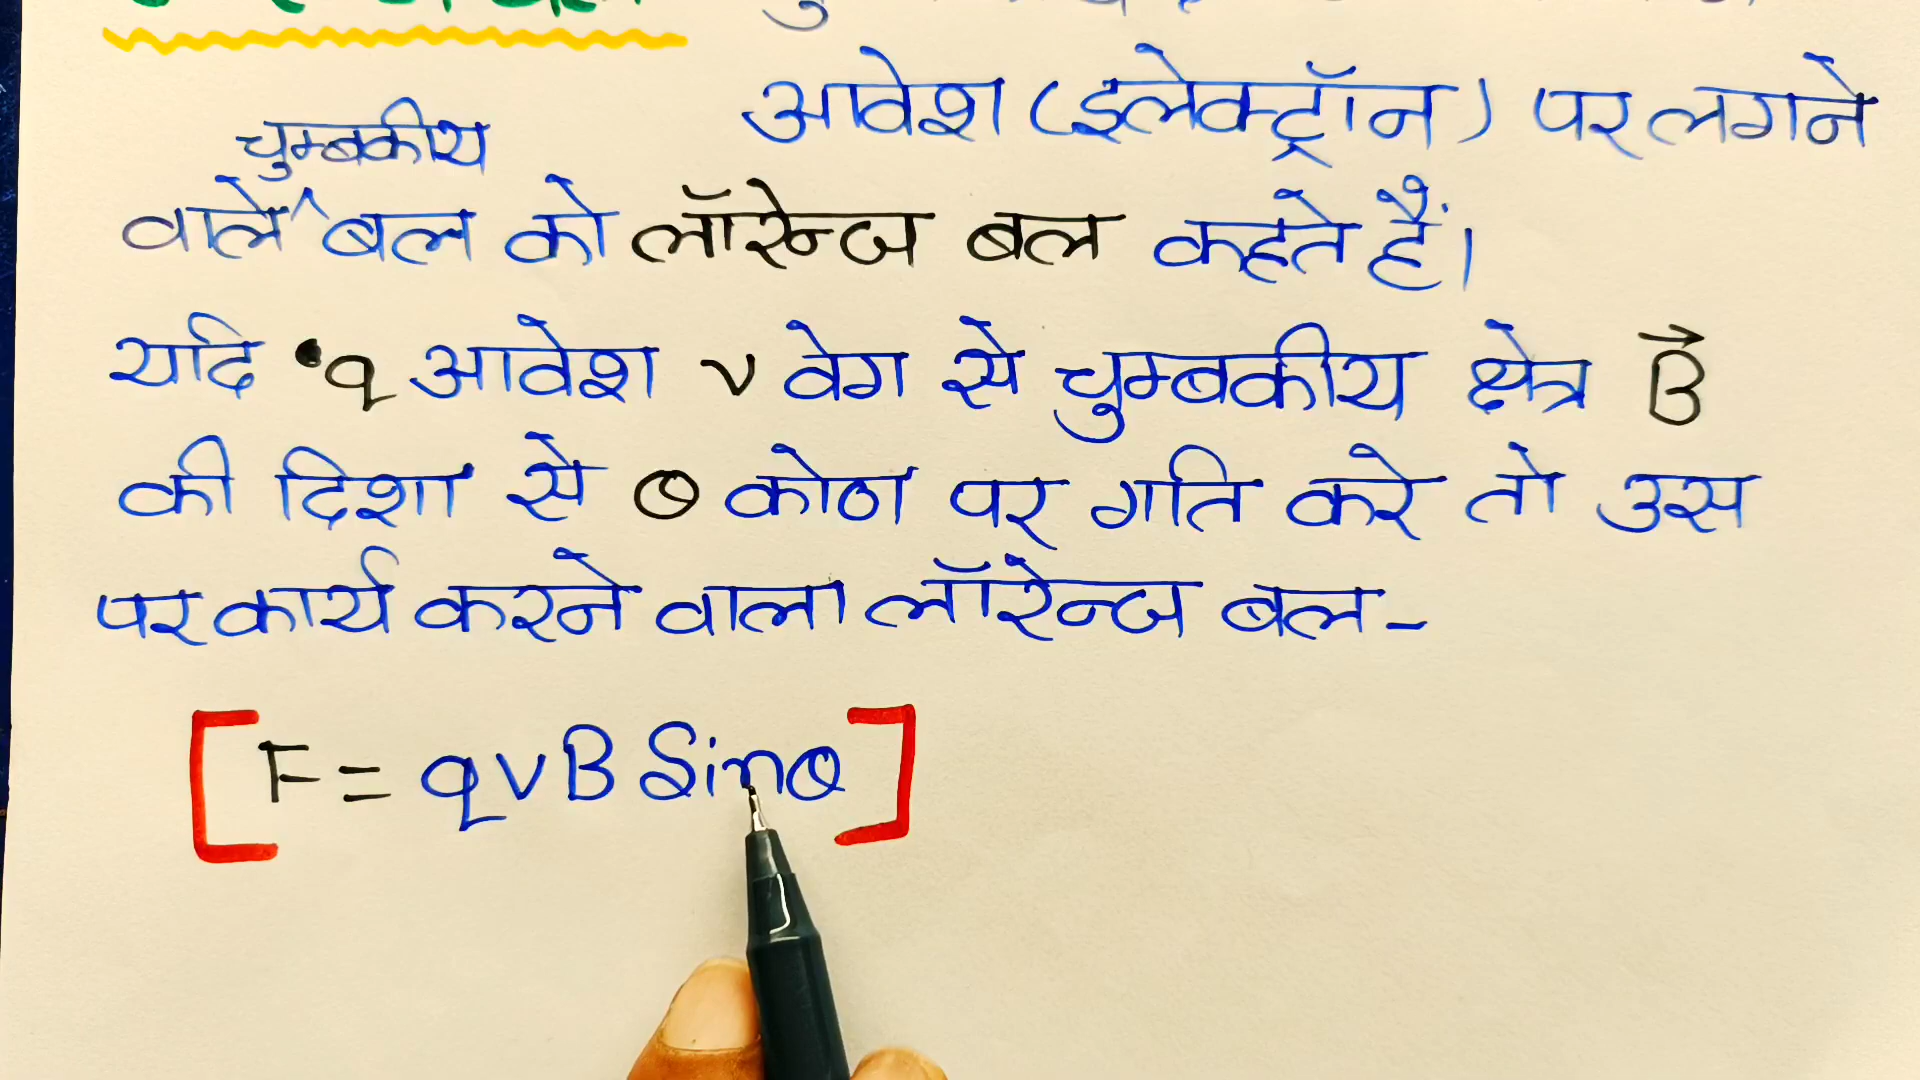 आवेश (इलेक्ट्रॉन) पर लगने
चुम्बकीय
वाले ^ बल को लॉरेन्ज बल कहते हैं।
यदि q आवेश v वेग से चुम्बकीय क्षेत्र B⃗
की दिशा से θ कोण पर गति करे तो उस
पर कार्य करने वाला लॉरेन्ज बल-
[F = qvB Sinθ]